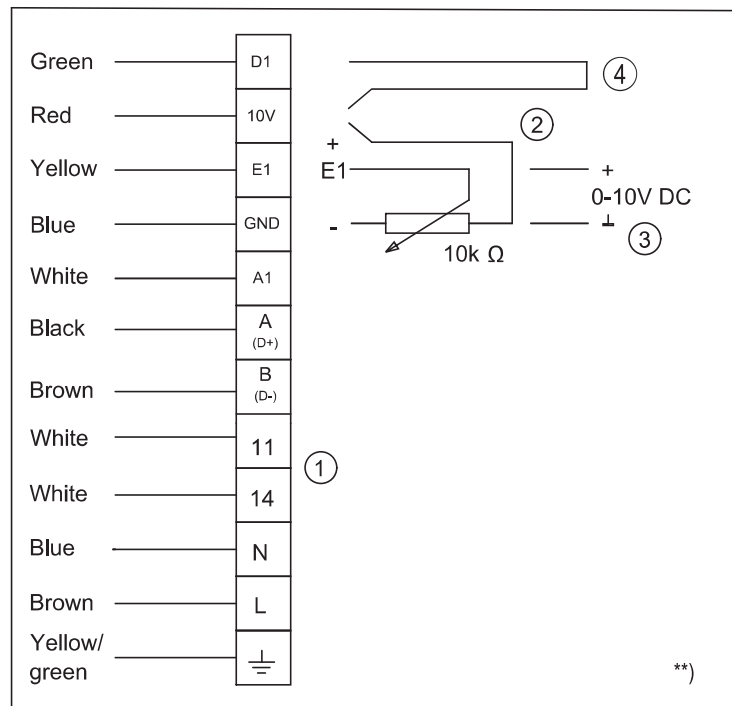 Green D1 ④
Red 10V ②
+
Yellow E1 E1 +
0-10V DC
Blue GND - ⊥ ③
10k Ω
White A1
Black A
(D+)
Brown B
(D-)
White 11
①
White 14
Blue N
Brown L
Yellow/
green
**)